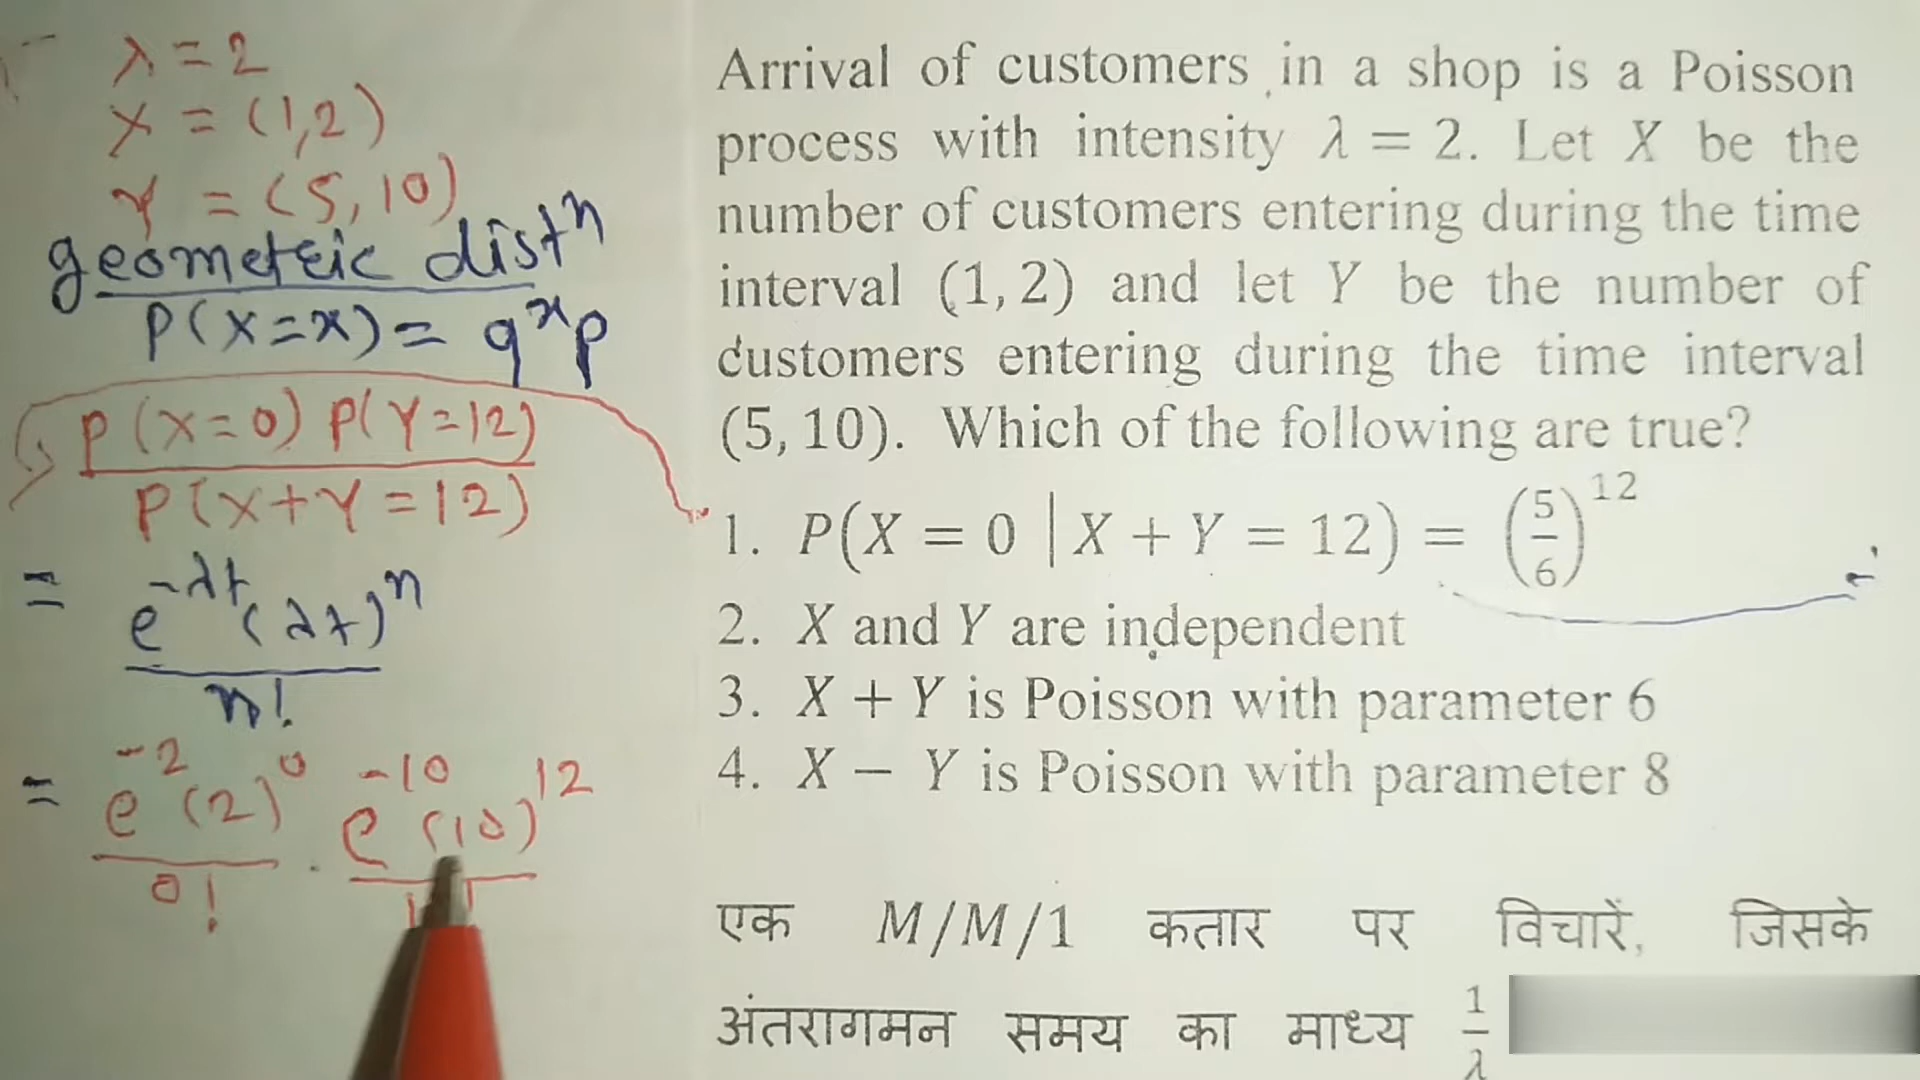 λ = 2
X = (1,2)
Y = (5,10)
geometric distⁿ
P(X=x) = qˣp
P(X=0) P(Y=12)
P(X+Y=12)
= e^-λt (λt)^n
n!
= e^-2 (2)^0 . e^-10 (10)^12
0!
Arrival of customers in a shop is a Poisson
process with intensity λ = 2. Let X be the
number of customers entering during the time
interval (1, 2) and let Y be the number of
customers entering during the time interval
(5, 10). Which of the following are true?
1. P(X = 0 | X + Y = 12) = (5/6)^12
2. X and Y are independent
3. X + Y is Poisson with parameter 6
4. X − Y is Poisson with parameter 8
एक M/M/1 कतार पर विचारें, जिसके
अंतरागमन समय का माध्य 1/λ